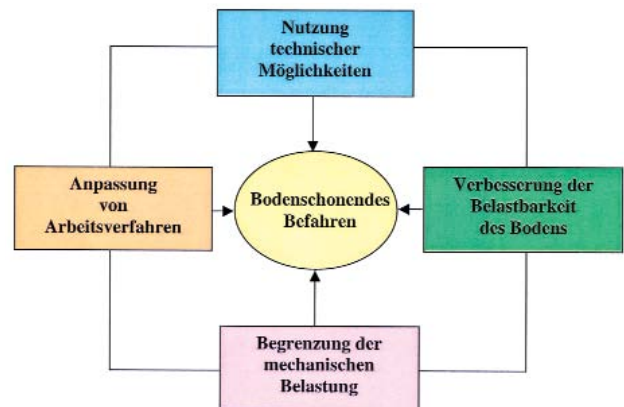 Nutzung
technischer
Möglichkeiten
Anpassung
von
Arbeitsverfahren
Bodenschonendes
Befahren
Verbesserung der
Belastbarkeit
des Bodens
Begrenzung der
mechanischen
Belastung